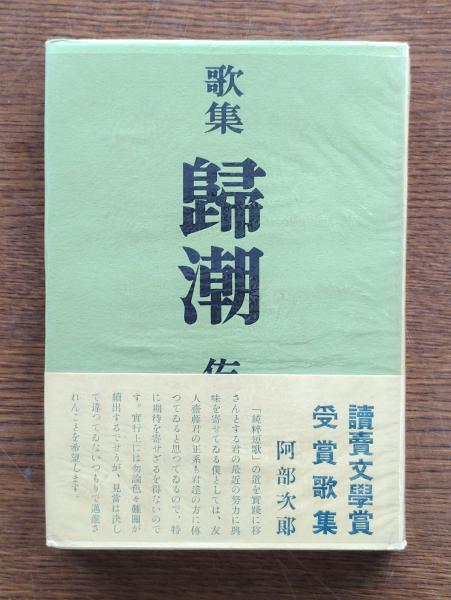 歌集
歸潮
佐
讀賣文學賞
受賞歌集
阿部次郎
「純粹短歌」の道を實踐に移
さんとする君の最近の努力に興
味を寄せてゐる僕としては、友
人齋藤君の正系も君達の方に傳
つてゐると思つてゐるので、特
に期待を寄せざるを得ないので
す。實行上には勿論色々難關が
續出するでせうが、見當は決し
て違つてゐないつもりで邁進さ
れんことを希望します。